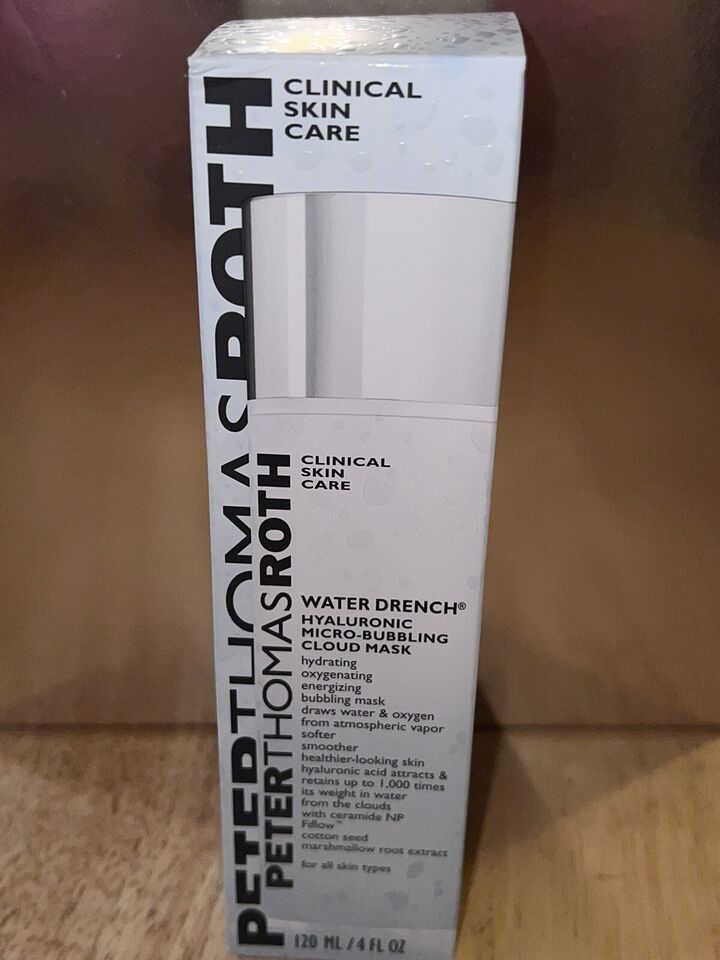 PETERTHOMASROTH
CLINICAL
SKIN
CARE
PETERTHOMASROTH
CLINICAL
SKIN
CARE
WATER DRENCH®
HYALURONIC
MICRO-BUBBLING
CLOUD MASK
hydrating
oxygenating
energizing
bubbling mask
draws water & oxygen
from atmospheric vapor
softer
smoother
healthier-looking skin
hyaluronic acid attracts &
retains up to 1,000 times
its weight in water
from the clouds
with ceramide NP
Fillow™
cotton seed
marshmallow root extract
for all skin types
120 ML / 4 FL OZ